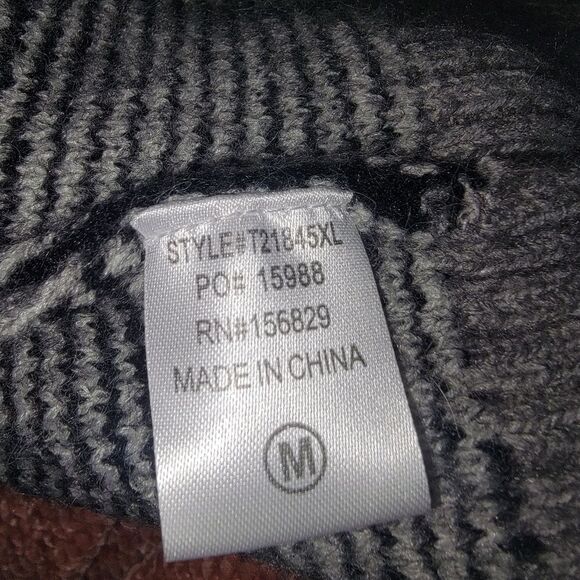 STYLE#T21845XL
PO# 15988
RN#156829
MADE IN CHINA
M